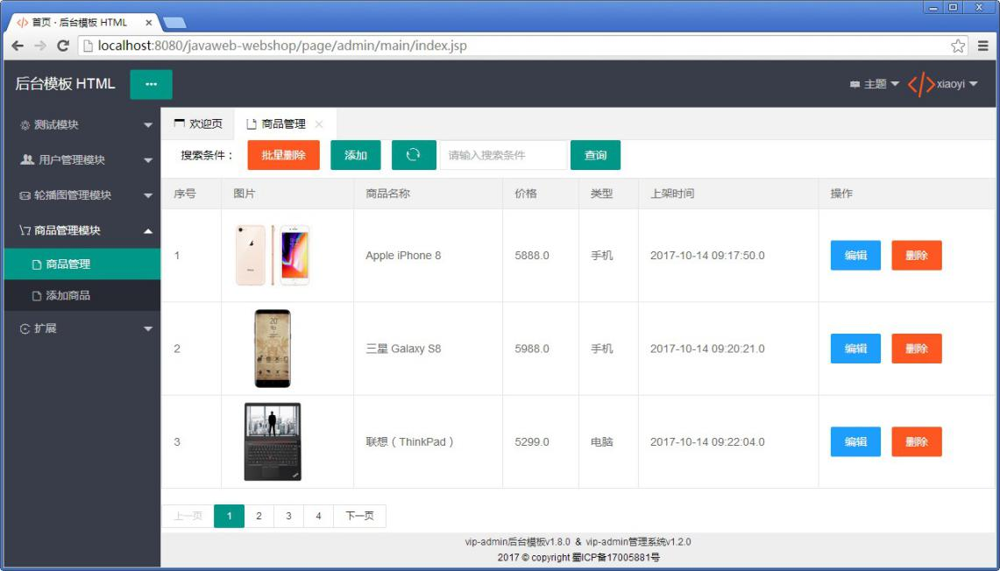 首页 - 后台模板 HTML
localhost:8080/javaweb-webshop/page/admin/main/index.jsp
后台模板 HTML
主题
xiaoyi
测试模块
用户管理模块
轮播图管理模块
商品管理模块
商品管理
添加商品
扩展
欢迎页 商品管理
搜索条件： 批星删除 添加 请输入搜索条件 查询
序号 图片 商品名称 价格 类型 上架时间 操作
1 Apple iPhone 8 5888.0 手机 2017-10-14 09:17:50.0 编辑 删除
2 三星 Galaxy S8 5988.0 手机 2017-10-14 09:20:21.0 编辑 删除
3 联想（ThinkPad） 5299.0 电脑 2017-10-14 09:22:04.0 编辑 删除
上一页 1 2 3 4 下一页
vip-admin后台模板v1.8.0 & vip-admin管理系统v1.2.0
2017 © copyright 蜀ICP备17005881号